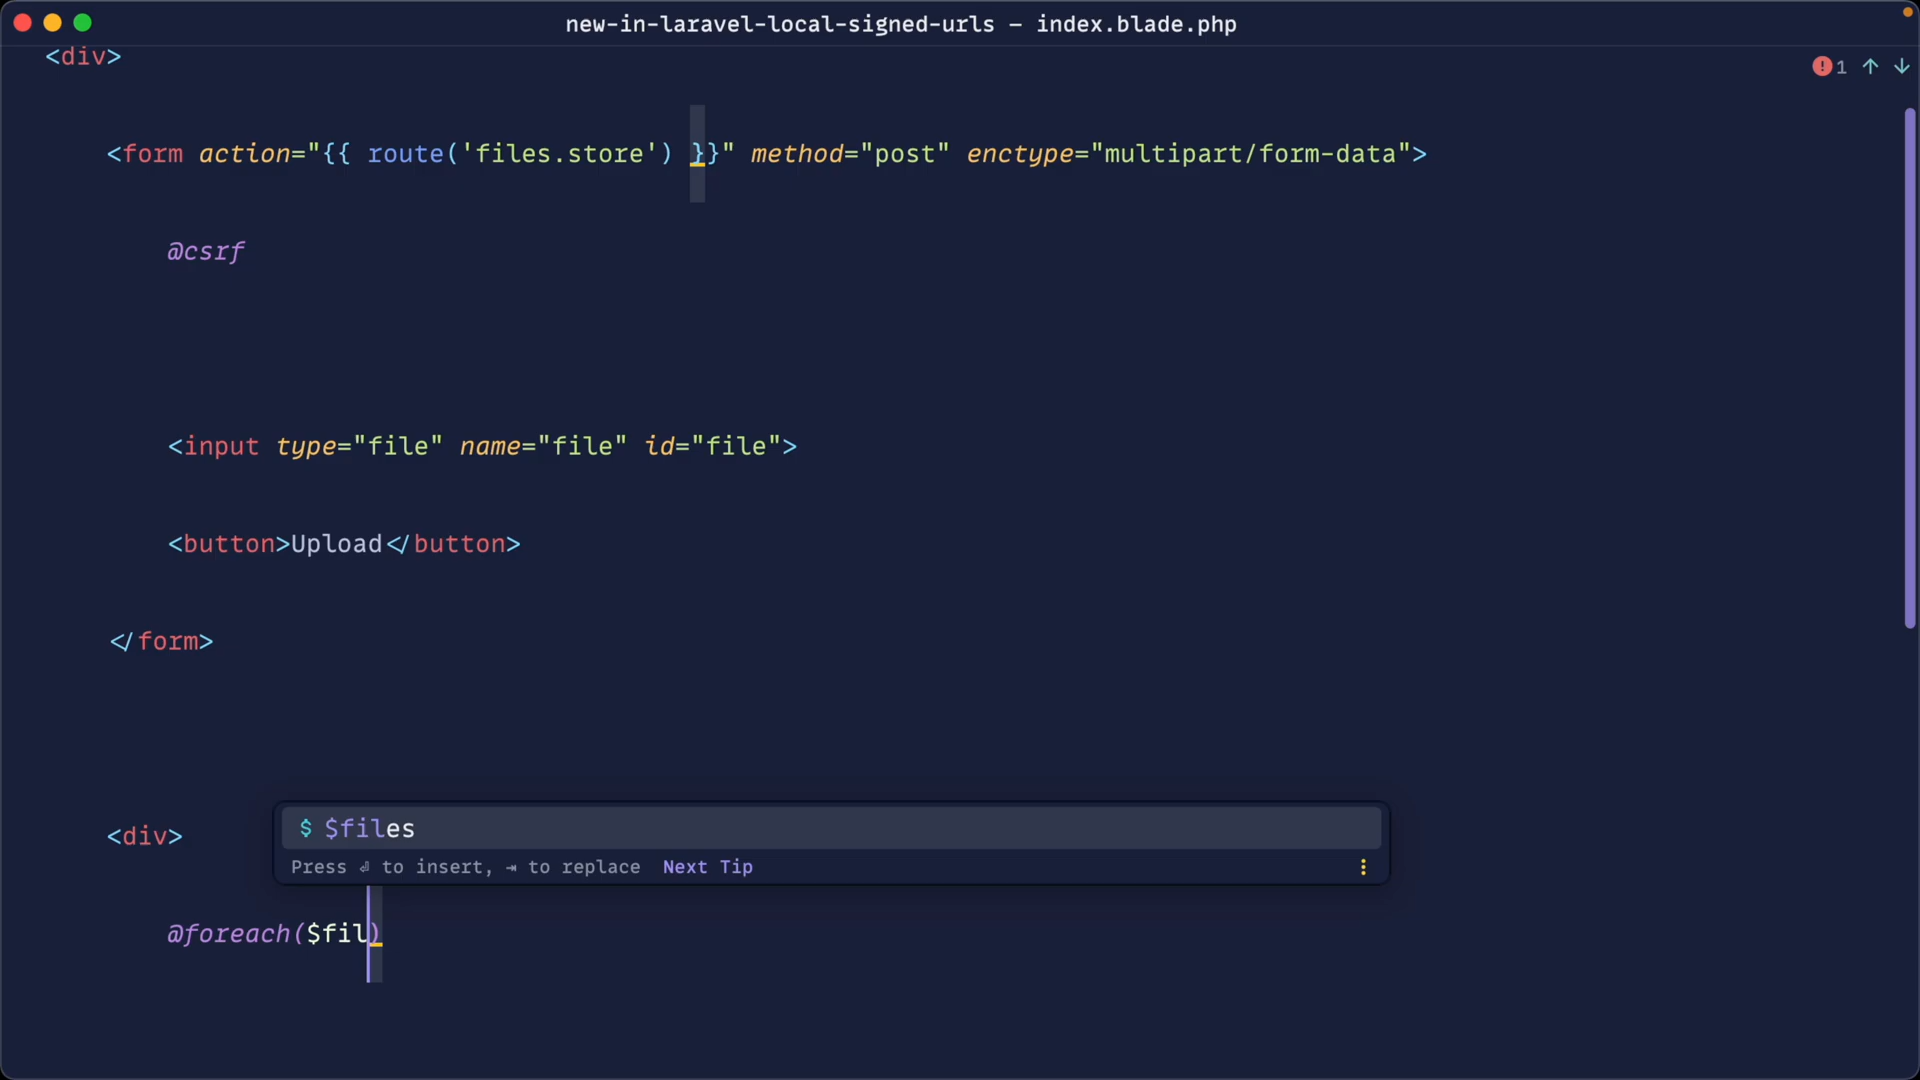 new-in-laravel-local-signed-urls – index.blade.php
<div>
1
<form action="{{ route('files.store') }}" method="post" enctype="multipart/form-data">
@csrf
<input type="file" name="file" id="file">
<button>Upload</button>
</form>
$ $files
<div>
Press ⏎ to insert, ⇥ to replace Next Tip
@foreach($fil)